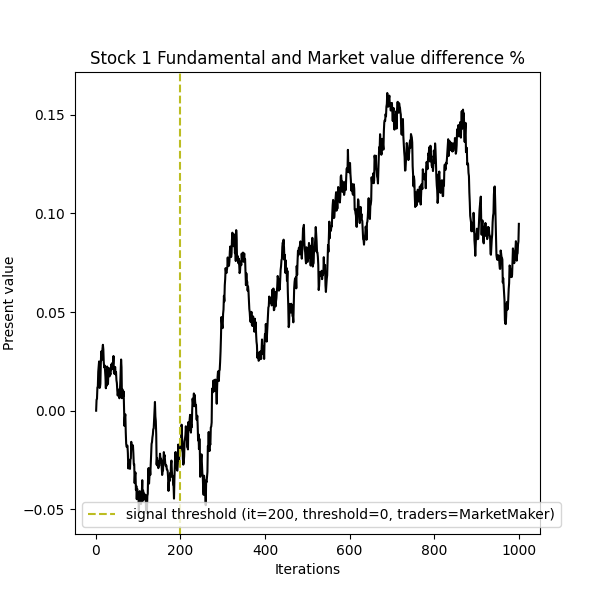 Stock 1 Fundamental and Market value difference %
0.15
0.10
0.05
0.00
−0.05
Present value
signal threshold (it=200, threshold=0, traders=MarketMaker)
0 200 400 600 800 1000
Iterations